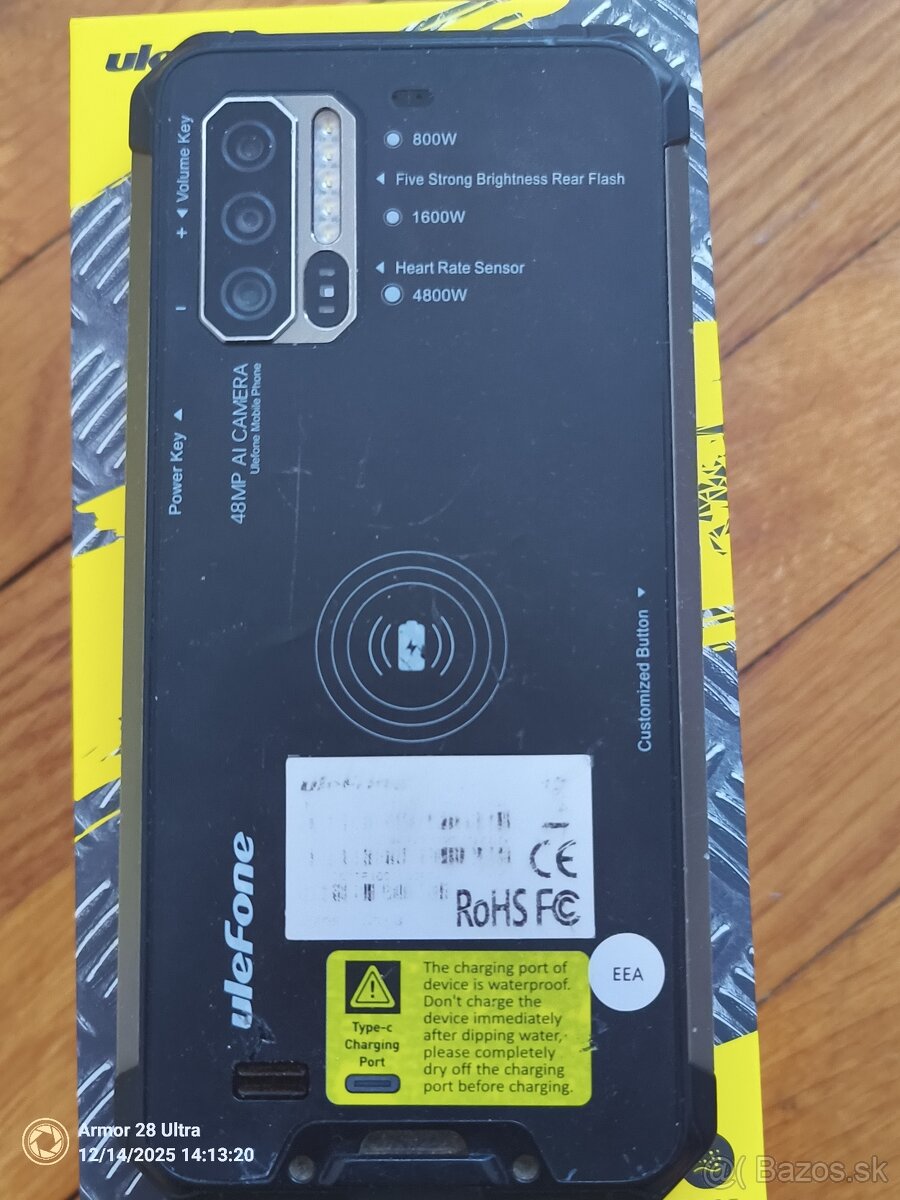 ule
Volume Key
+
-
800W
Five Strong Brightness Rear Flash
1600W
Heart Rate Sensor
4800W
48MP AI CAMERA
Ulefone Mobile Phone
Power Key
Customized Button
CE
RoHS FC
ulefone
EEA
Type-c
Charging
Port
The charging port of
device is waterproof.
Don't charge the
device immediately
after dipping water,
please completely
dry off the charging
port before charging.
Armor 28 Ultra
12/14/2025 14:13:20
Bazos.sk